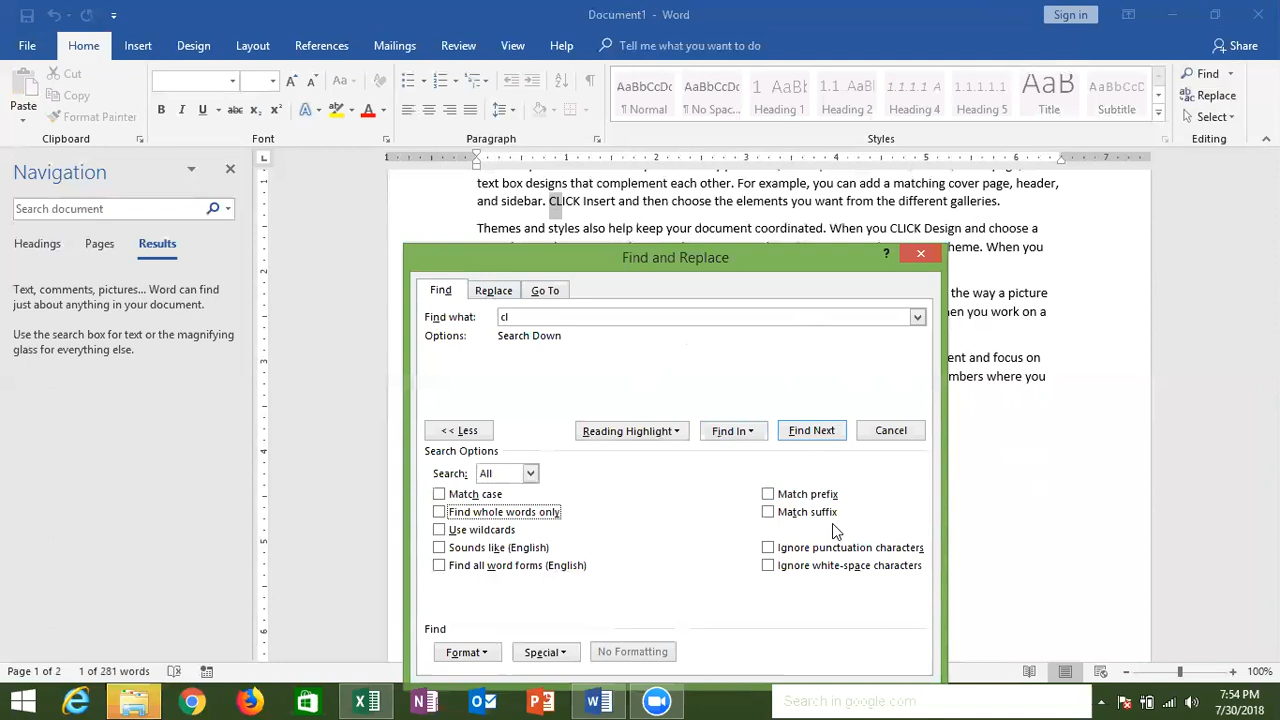 Document1 - Word
Sign in
File Home Insert Design Layout References Mailings Review View Help Tell me what you want to do Share
Paste
Cut
Copy
Format Painter
Clipboard
Font
Paragraph
AaBbCcDc
¶ Normal
AaBbCcDc
¶ No Spac...
1 AaBb
Heading 1
1.1 AaBl
Heading 2
1.1.1 A
Heading 4
1.1.1.1.
Heading 5
AaB
Title
AaBbCcC
Subtitle
Styles
Find
Replace
Select
Editing
Navigation
Search document
Headings Pages Results
Text, comments, pictures... Word can find
just about anything in your document.
Use the search box for text or the magnifying
glass for everything else.
1 1 2 3 4 5 6 7
text box designs that complement each other. For example, you can add a matching cover page, header,
and sidebar. CLICK Insert and then choose the elements you want from the different galleries.
Themes and styles also help keep your document coordinated. When you CLICK Design and choose a
heme. When you
the way a picture
hen you work on a
ent and focus on
mbers where you
Find and Replace
Find Replace Go To
Find what: cl
Options: Search Down
<< Less Reading Highlight Find In Find Next Cancel
Search Options
Search: All
Match case
Find whole words only
Use wildcards
Sounds like (English)
Find all word forms (English)
Match prefix
Match suffix
Ignore punctuation characters
Ignore white-space characters
Find
Format Special No Formatting
Page 1 of 2 1 of 281 words 100%
Search in google.com
7:54 PM
7/30/2018